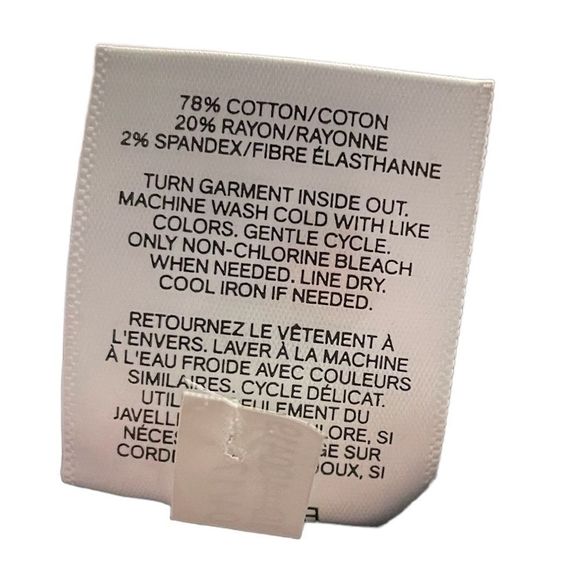 78% COTTON/COTON
20% RAYON/RAYONNE
2% SPANDEX/FIBRE ÉLASTHANNE
TURN GARMENT INSIDE OUT.
MACHINE WASH COLD WITH LIKE
COLORS. GENTLE CYCLE.
ONLY NON-CHLORINE BLEACH
WHEN NEEDED. LINE DRY.
COOL IRON IF NEEDED.
RETOURNEZ LE VÊTEMENT À
L'ENVERS. LAVER À LA MACHINE
À L'EAU FROIDE AVEC COULEURS
SIMILAIRES. CYCLE DÉLICAT.
DU
SI
SUR
SI